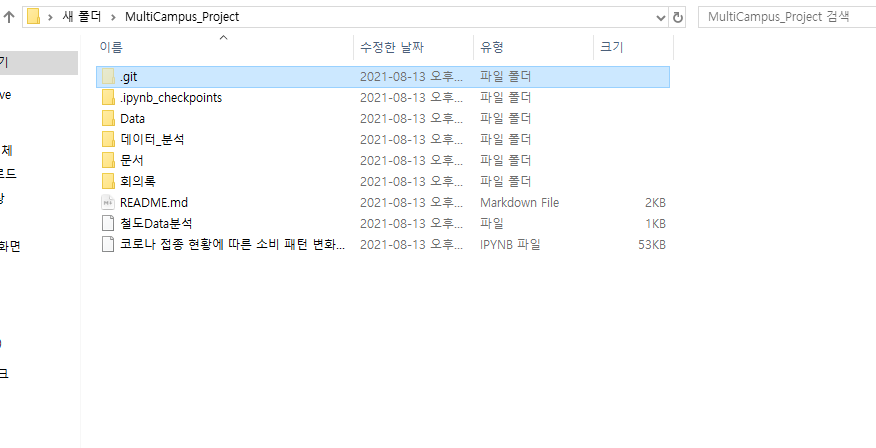 새 폴더 > MultiCampus_Project
MultiCampus_Project 검색
이름 수정한 날짜 유형 크기
기
.git 2021-08-13 오후... 파일 폴더
ve
.ipynb_checkpoints 2021-08-13 오후... 파일 폴더
Data 2021-08-13 오후... 파일 폴더
데이터_분석 2021-08-13 오후... 파일 폴더
체
문서 2021-08-13 오후... 파일 폴더
로드
회의록 2021-08-13 오후... 파일 폴더
README.md 2021-08-13 오후... Markdown File 2KB
철도Data분석 2021-08-13 오후... 파일 1KB
화면
코로나 접종 현황에 따른 소비 패턴 변화... 2021-08-13 오후... IPYNB 파일 53KB
크